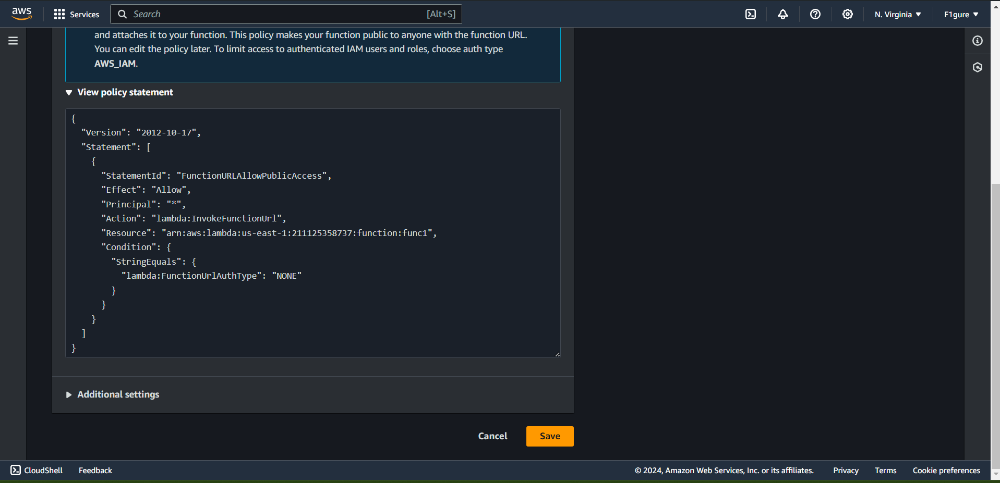 aws
Services
Search
[Alt+S]
N. Virginia
F1gure
and attaches it to your function. This policy makes your function public to anyone with the function URL.
You can edit the policy later. To limit access to authenticated IAM users and roles, choose auth type
AWS_IAM.
View policy statement
{
"Version": "2012-10-17",
"Statement": [
{
"StatementId": "FunctionURLAllowPublicAccess",
"Effect": "Allow",
"Principal": "*",
"Action": "lambda:InvokeFunctionUrl",
"Resource": "arn:aws:lambda:us-east-1:211125358737:function:func1",
"Condition": {
"StringEquals": {
"lambda:FunctionUrlAuthType": "NONE"
}
}
}
]
}
Additional settings
Cancel
Save
CloudShell
Feedback
© 2024, Amazon Web Services, Inc. or its affiliates.
Privacy
Terms
Cookie preferences